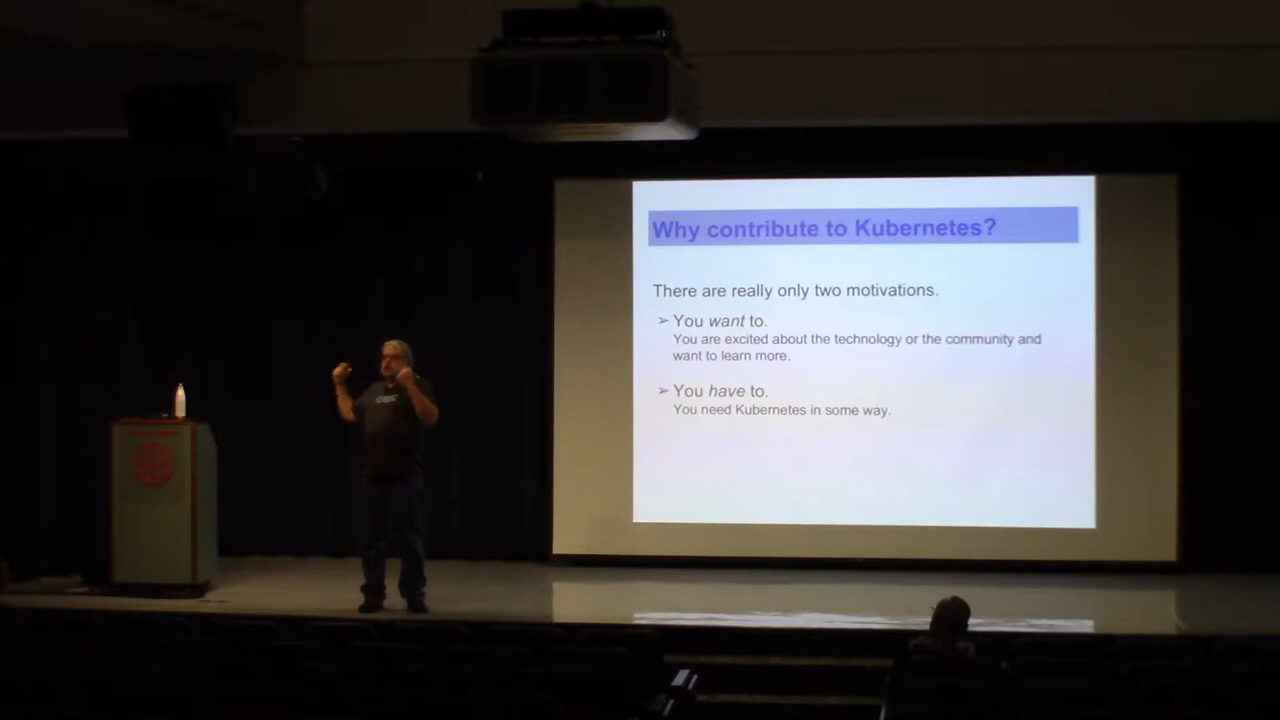 Why contribute to Kubernetes?
There are really only two motivations.
➢ You want to.
You are excited about the technology or the community and
want to learn more.
➢ You have to.
You need Kubernetes in some way.